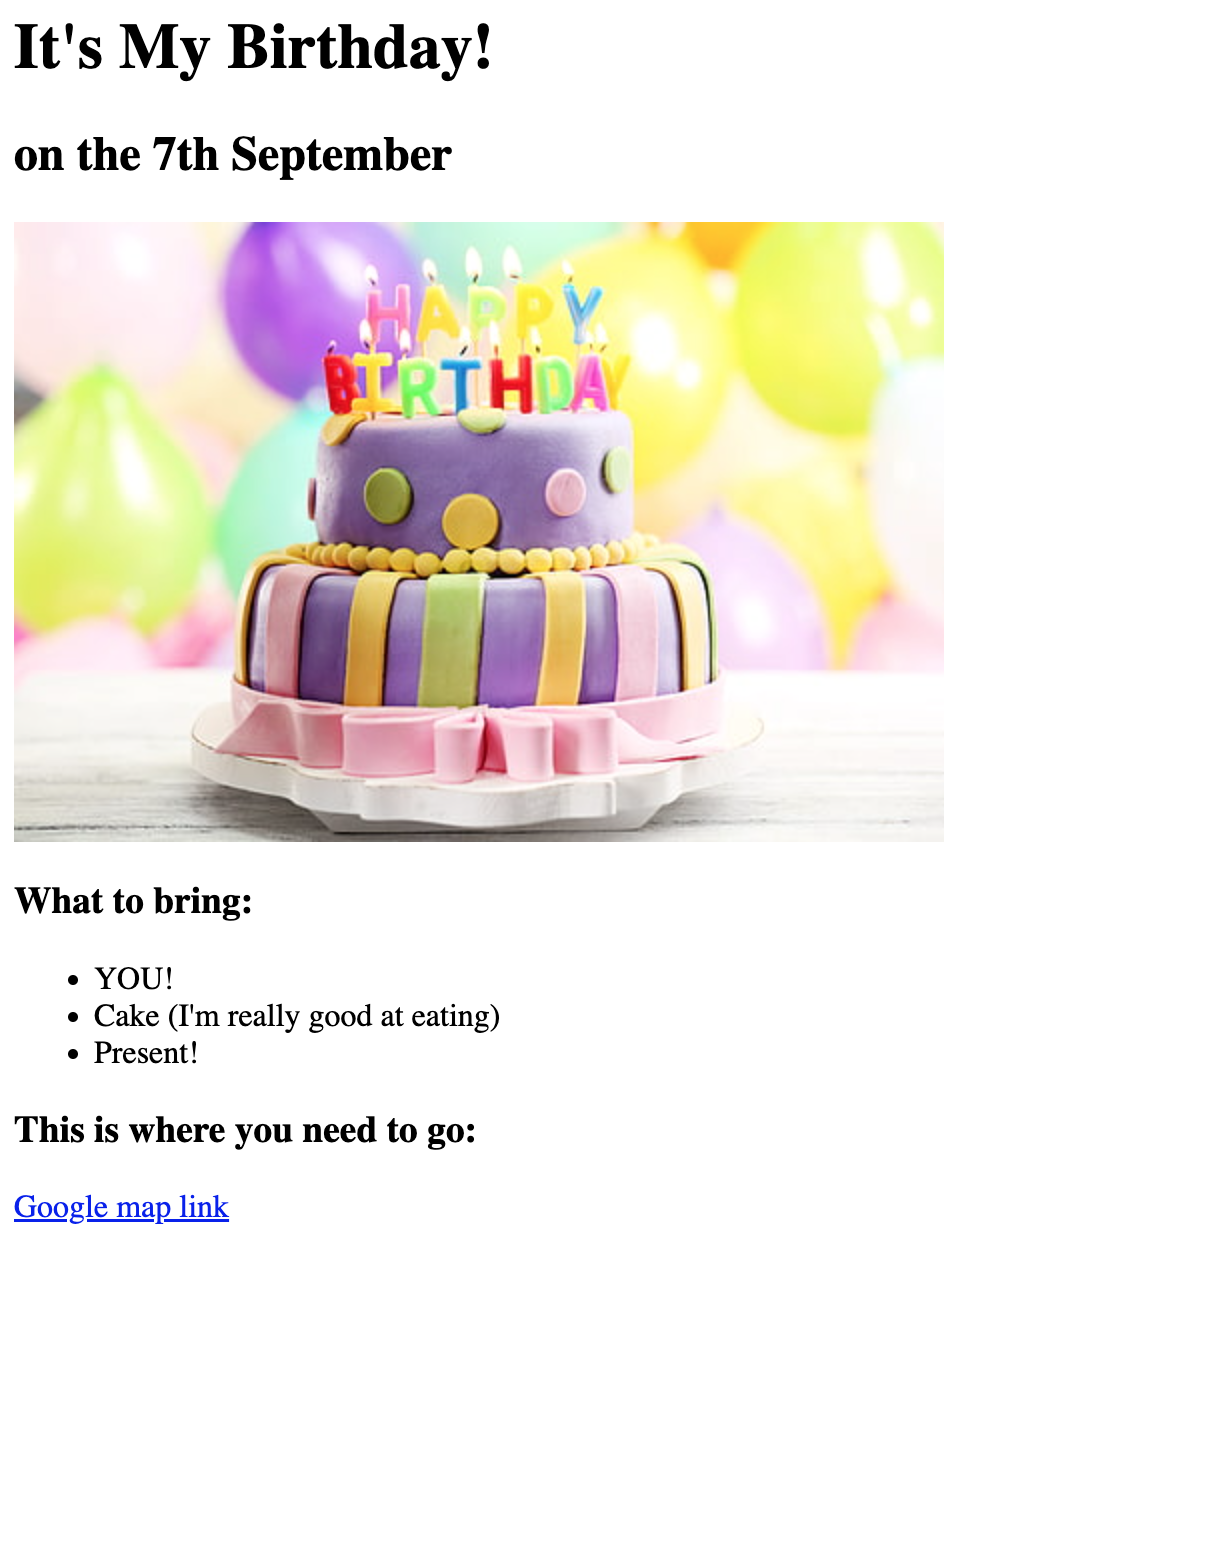 It's My Birthday!
on the 7th September
HAPPY
BIRTHDAY
What to bring:
YOU!
Cake (I'm really good at eating)
Present!
This is where you need to go:
Google map link